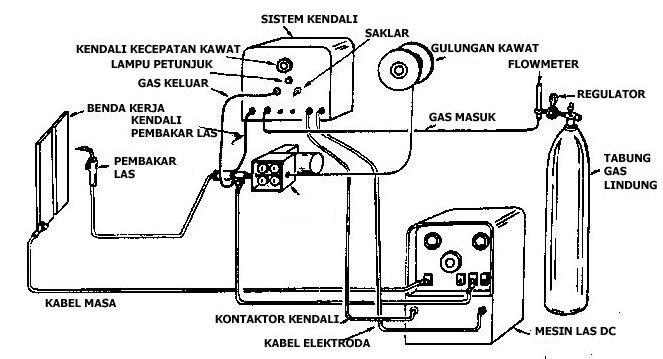 SISTEM KENDALI
SAKLAR
KENDALI KECEPATAN KAWAT
LAMPU PETUNJUK
GAS KELUAR
GULUNGAN KAWAT
FLOWMETER
REGULATOR
BENDA KERJA
KENDALI
PEMBAKAR LAS
GAS MASUK
PEMBAKAR
LAS
TABUNG
GAS
LINDUNG
KABEL MASA
KONTAKTOR KENDALI
KABEL ELEKTRODA
MESIN LAS DC